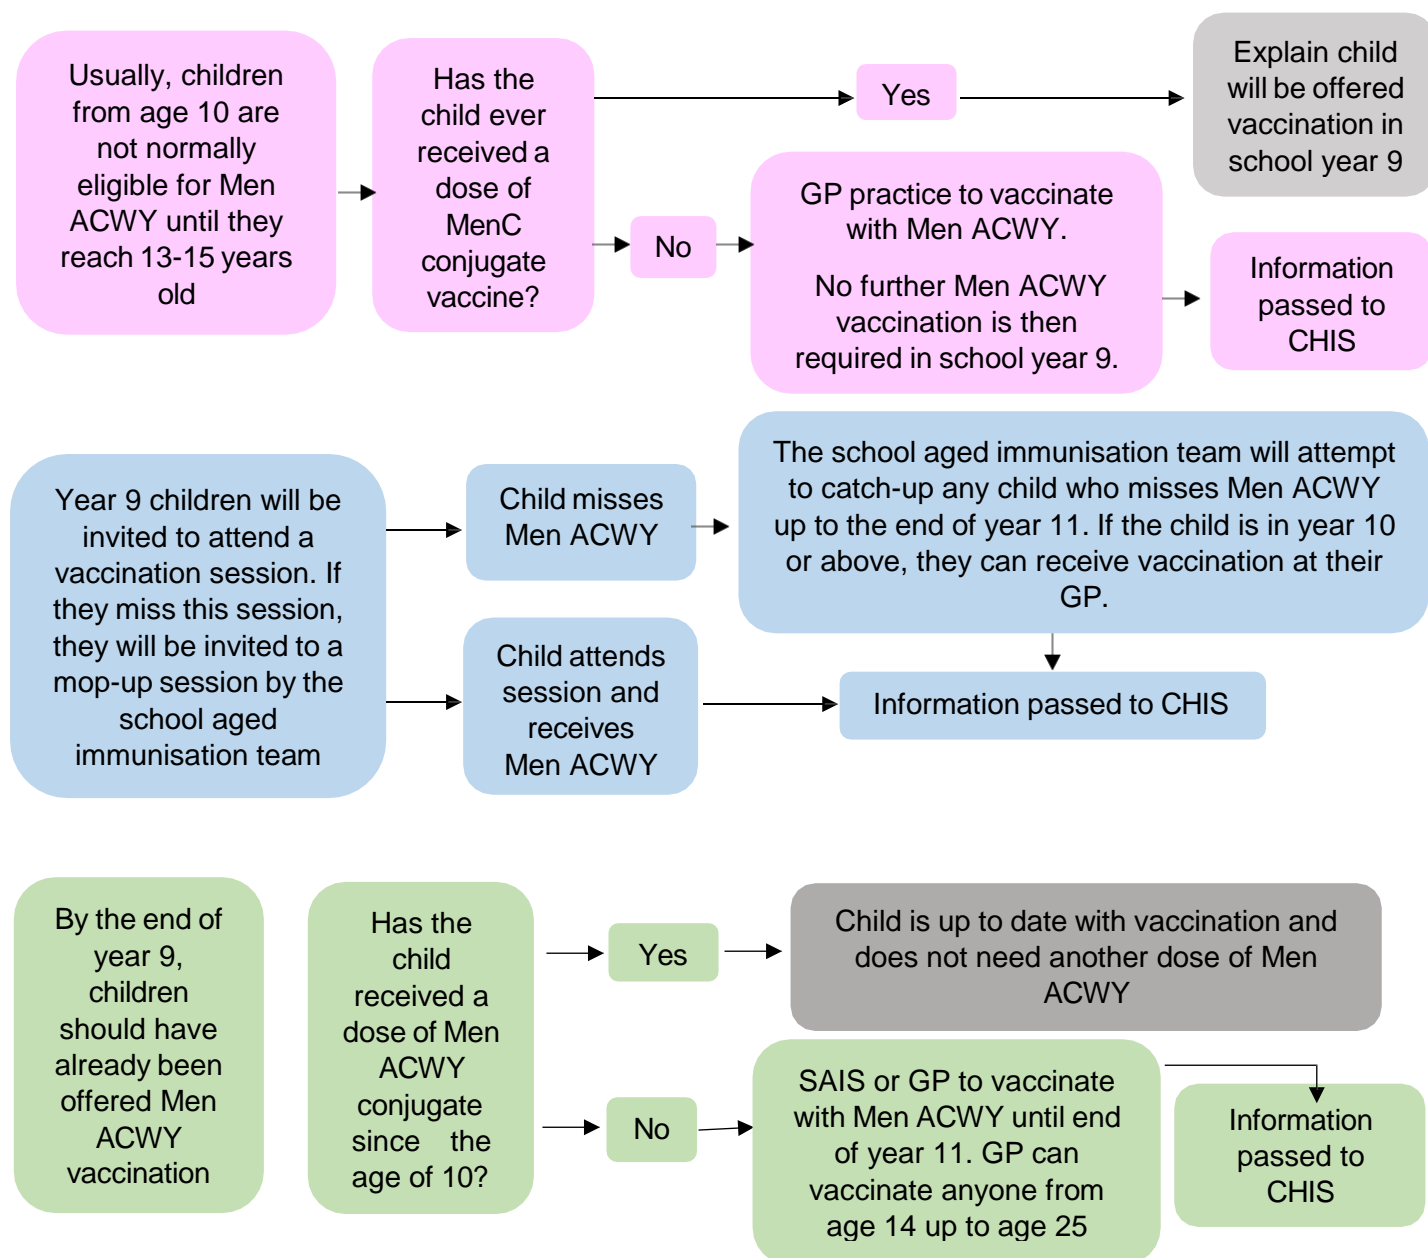 Usually, children
from age 10 are
not normally
eligible for Men
ACWY until they
reach 13-15 years
old
Has the
child ever
received a
dose of
MenC
conjugate
vaccine?
Yes
Explain child
will be offered
vaccination in
school year 9
No
GP practice to vaccinate
with Men ACWY.
No further Men ACWY
vaccination is then
required in school year 9.
Information
passed to
CHIS
Year 9 children will be
invited to attend a
vaccination session. If
they miss this session,
they will be invited to a
mop-up session by the
school aged
immunisation team
Child misses
Men ACWY
The school aged immunisation team will attempt
to catch-up any child who misses Men ACWY
up to the end of year 11. If the child is in year 10
or above, they can receive vaccination at their
GP.
Child attends
session and
receives
Men ACWY
Information passed to CHIS
By the end of
year 9,
children
should have
already been
offered Men
ACWY
vaccination
Has the
child
received a
dose of Men
ACWY
conjugate
since the
age of 10?
Yes
Child is up to date with vaccination and
does not need another dose of Men
ACWY
No
SAIS or GP to vaccinate
with Men ACWY until end
of year 11. GP can
vaccinate anyone from
age 14 up to age 25
Information
passed to
CHIS